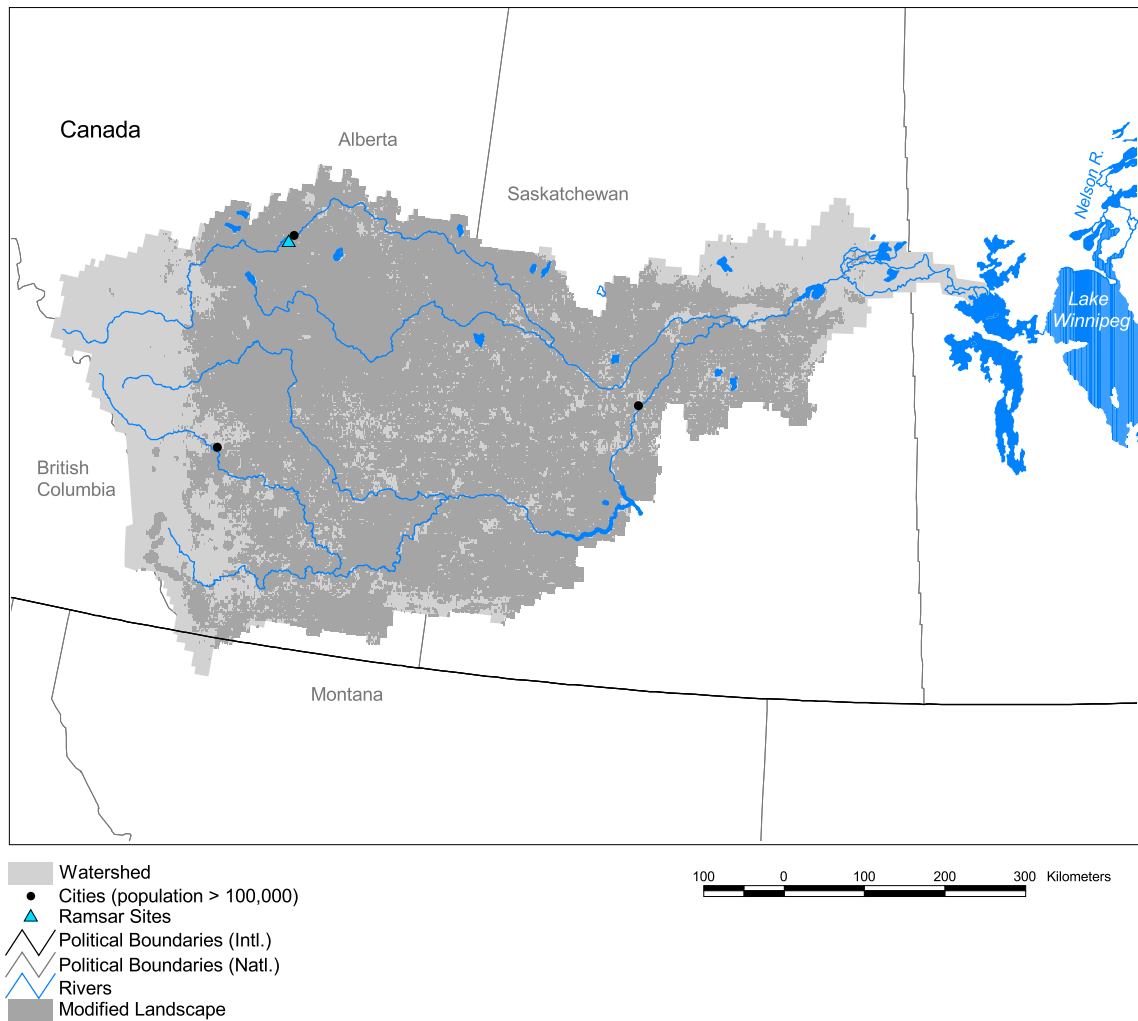 Canada
Alberta
Saskatchewan
Nelson R.
Lake
Winnipeg
British
Columbia
Montana
Watershed
Cities (population > 100,000)
Ramsar Sites
Political Boundaries (Intl.)
Political Boundaries (Natl.)
Rivers
Modified Landscape
100 0 100 200 300 Kilometers